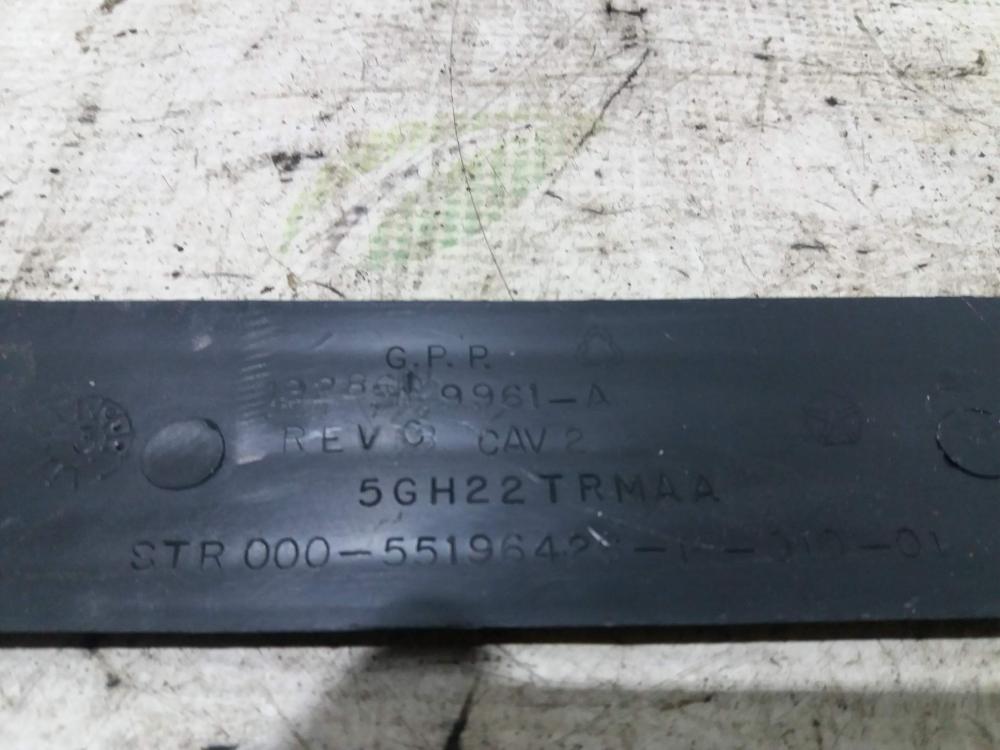 G.P.P.
9961-A
REV CAV 2
5GH22TRMAA
STR 000-5519642